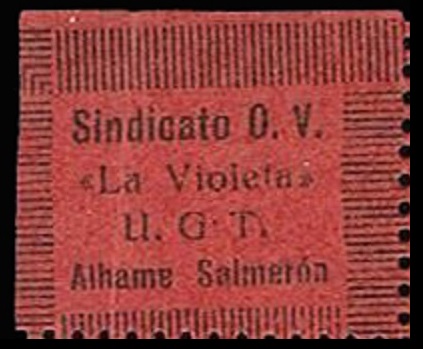 Sindicato O. V.
«La Violeta»
U. G. T.
Alhame Salmerón